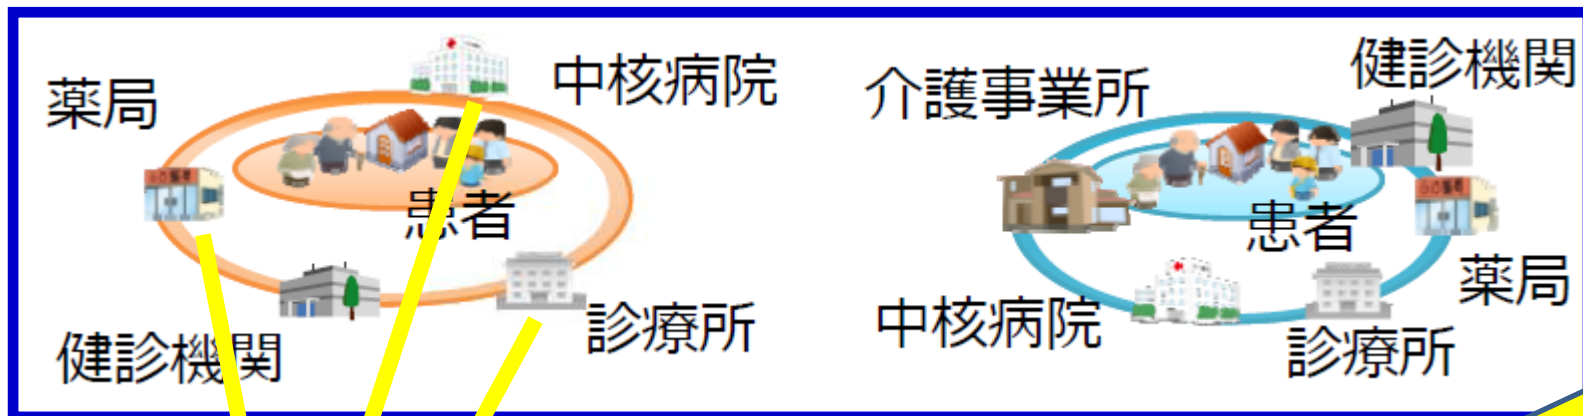 薬局
中核病院
患者
健診機関
診療所
介護事業所
健診機関
患者
薬局
中核病院
診療所